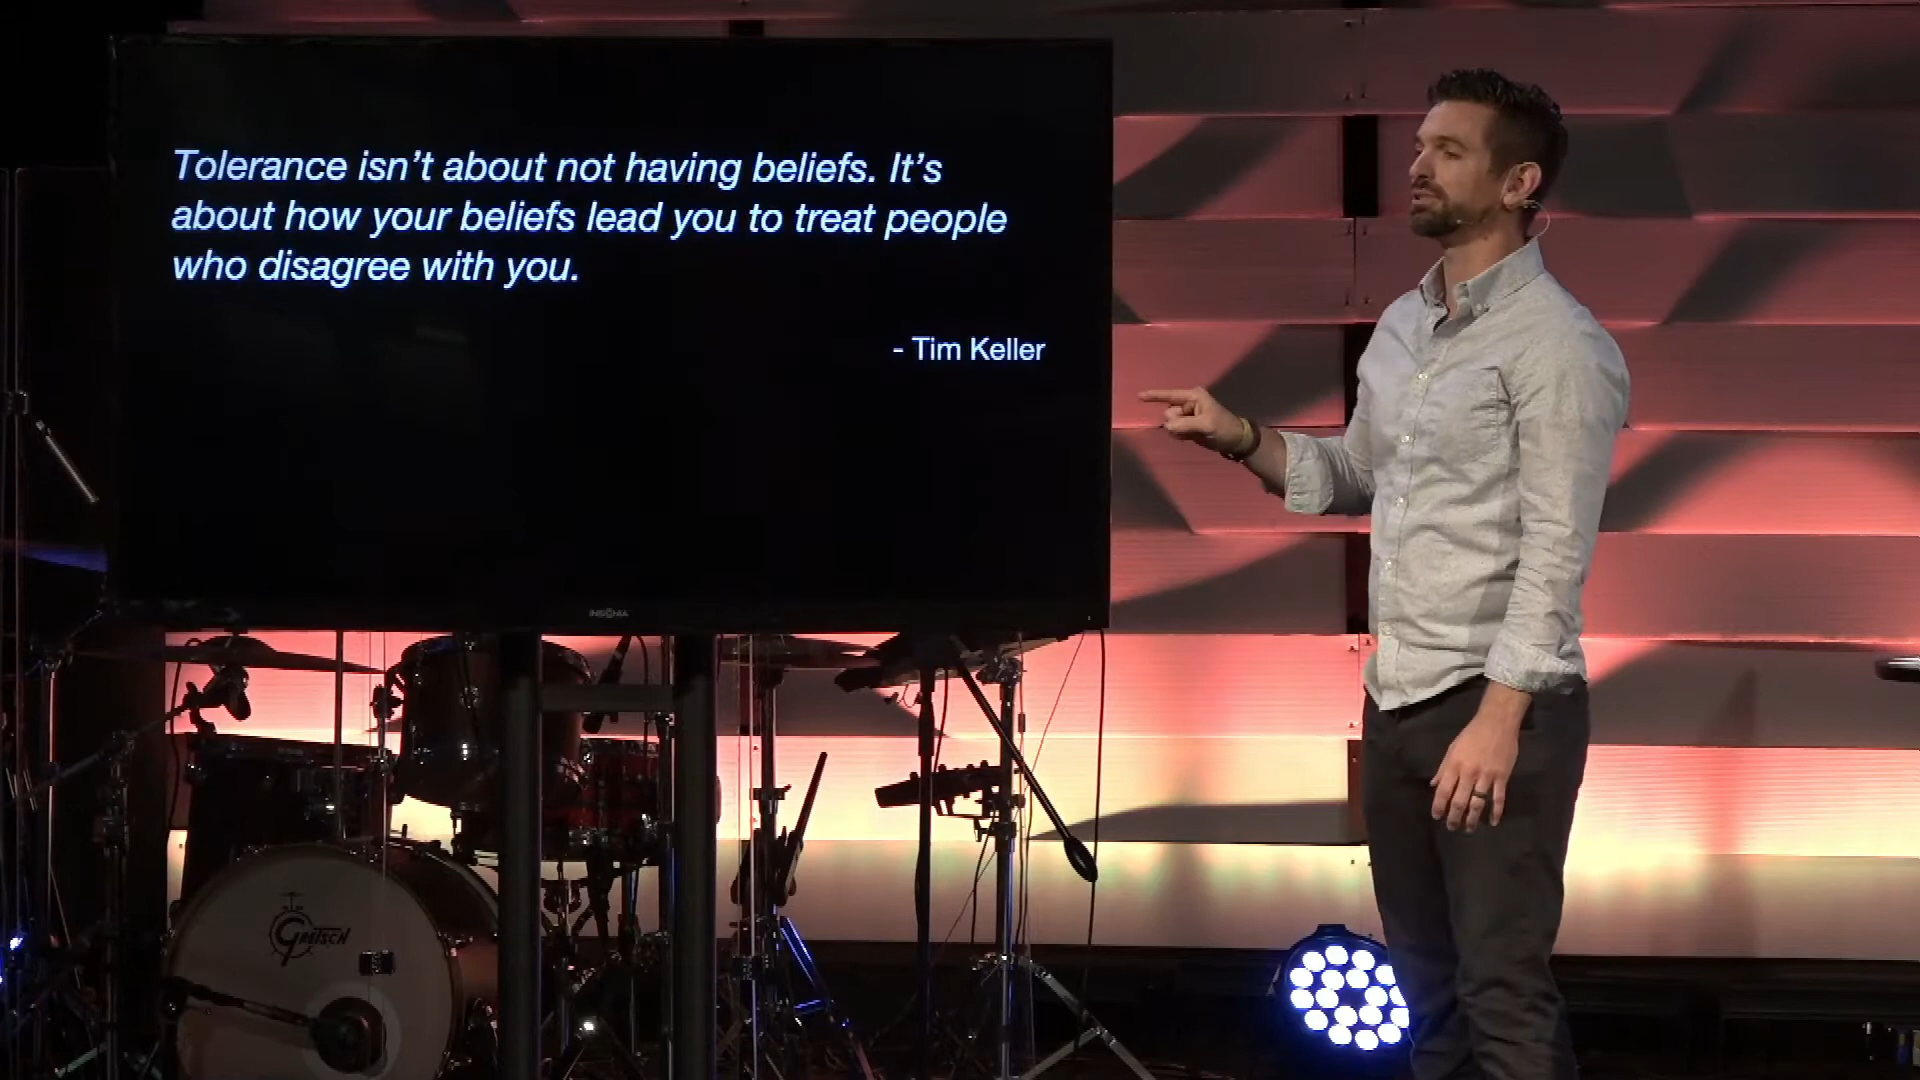 Tolerance isn't about not having beliefs. It's
about how your beliefs lead you to treat people
who disagree with you.
- Tim Keller
INSIGNIA
GRETSCH